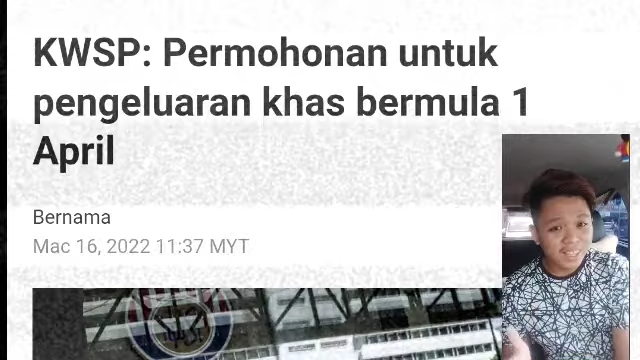 KWSP: Permohonan untuk
pengeluaran khas bermula 1
April
Bernama
Mac 16, 2022 11:37 MYT